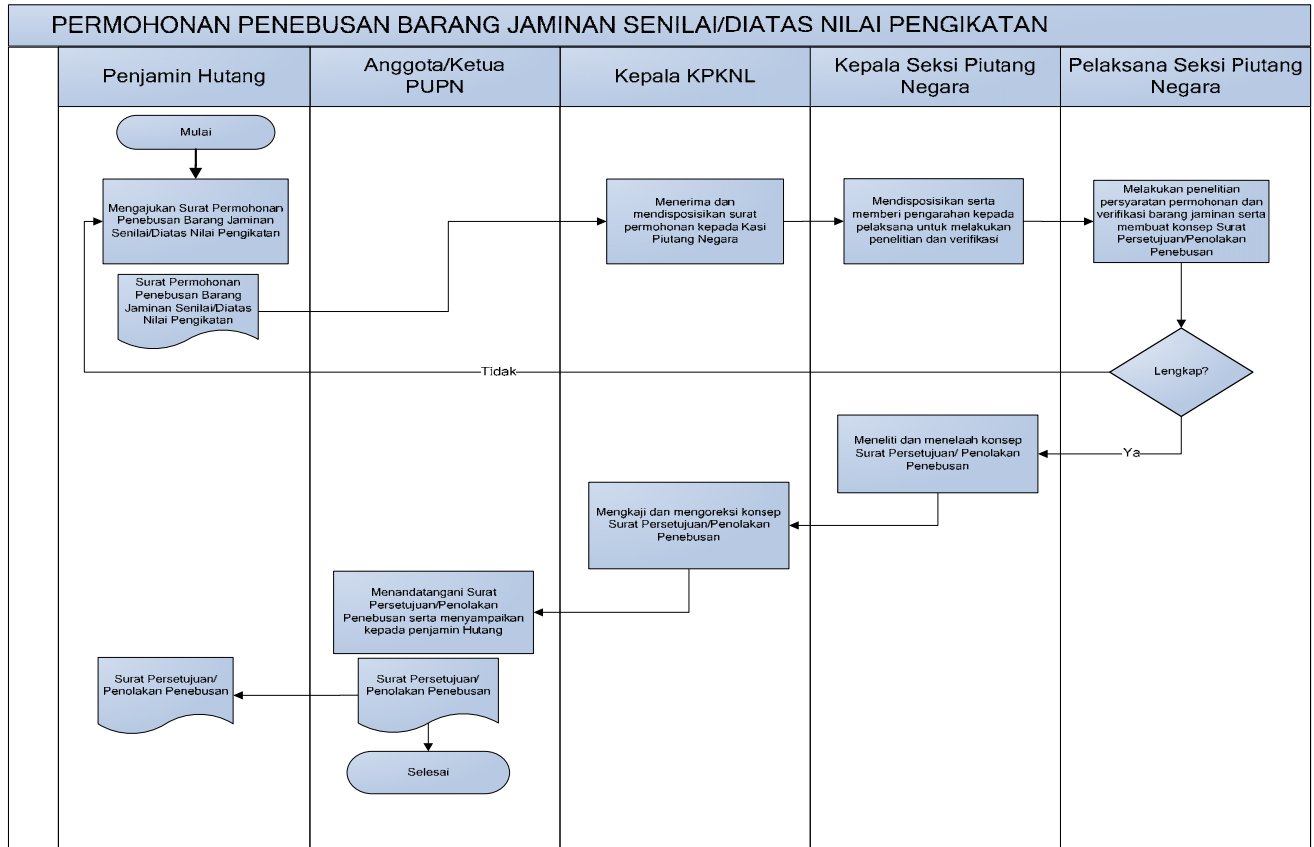 PERMOHONAN PENEBUSAN BARANG JAMINAN SENILAI/DIATAS NILAI PENGIKATAN
Penjamin Hutang
Anggota/Ketua
PUPN
Kepala KPKNL
Kepala Seksi Piutang
Negara
Pelaksana Seksi Piutang
Negara
Mulai
Mengajukan Surat Permohonan
Penebusan Barang Jaminan
Senilai/Diatas Nilai Pengikatan
Menerima dan
mendisposisikan surat
permohonan kepada Kasi
Piutang Negara
Mendisposisikan serta
memberi pengarahan kepada
pelaksana untuk melakukan
penelitian dan verifikasi
Melakukan penelitian
persyaratan permohonan dan
verifikasi barang jaminan serta
membuat konsep Surat
Persetujuan/Penolakan
Penebusan
Surat Permohonan
Penebusan Barang
Jaminan Senilai/Diatas
Nilai Pengikatan
Tidak
Lengkap?
Ya
Meneliti dan menelaah konsep
Surat Persetujuan/ Penolakan
Penebusan
Mengkaji dan mengoreksi konsep
Surat Persetujuan/Penolakan
Penebusan
Menandatangani Surat
Persetujuan/Penolakan
Penebusan serta menyampaikan
kepada penjamin Hutang
Surat Persetujuan/
Penolakan Penebusan
Surat Persetujuan/
Penolakan Penebusan
Selesai